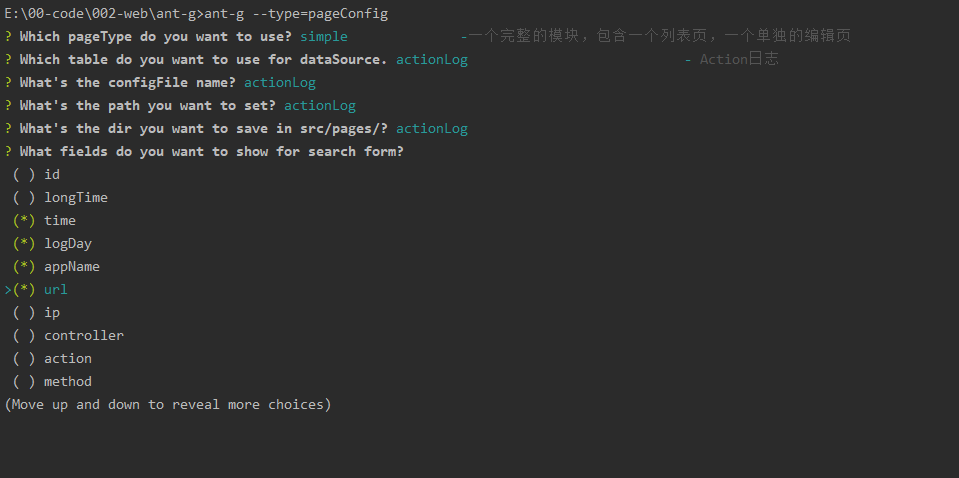 E:\00-code\002-web\ant-g>ant-g --type=pageConfig
? Which pageType do you want to use? simple -一个完整的模块，包含一个列表页，一个单独的编辑页
? Which table do you want to use for dataSource. actionLog - Action日志
? What's the configFile name? actionLog
? What's the path you want to set? actionLog
? What's the dir you want to save in src/pages/? actionLog
? What fields do you want to show for search form?
( ) id
( ) longTime
(*) time
(*) logDay
(*) appName
>(*) url
( ) ip
( ) controller
( ) action
( ) method
(Move up and down to reveal more choices)